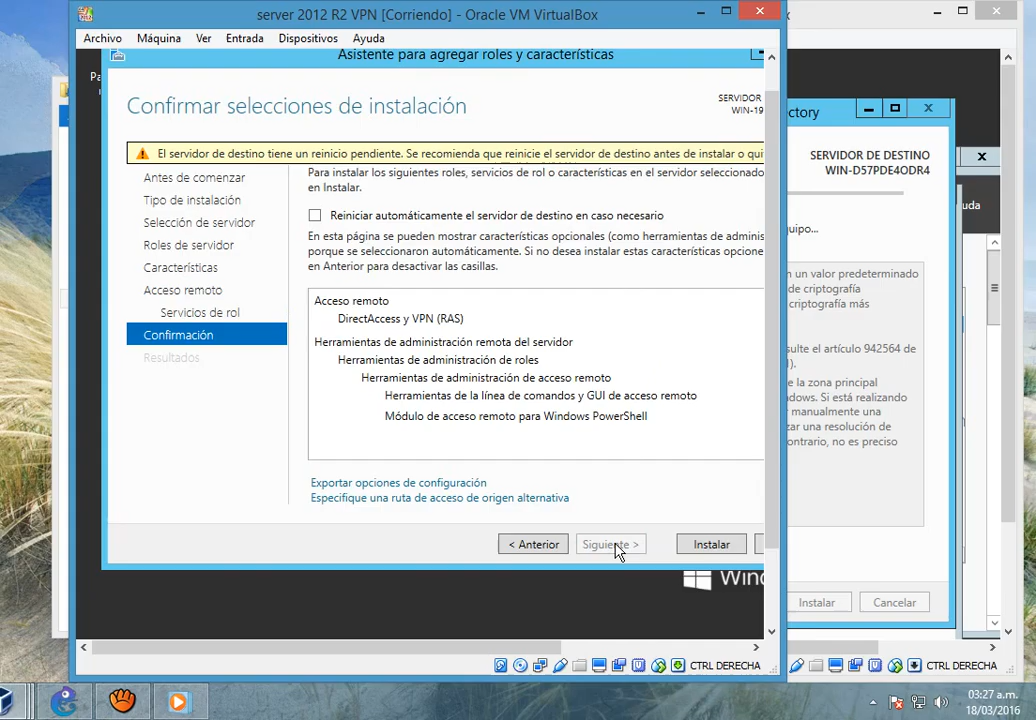 server 2012 R2 VPN [Corriendo] - Oracle VM VirtualBox
Archivo Máquina Ver Entrada Dispositivos Ayuda
Asistente para agregar roles y características
Confirmar selecciones de instalación
SERVIDOR
WIN-19
El servidor de destino tiene un reinicio pendiente. Se recomienda que reinicie el servidor de destino antes de instalar o qui
Antes de comenzar
Tipo de instalación
Selección de servidor
Roles de servidor
Características
Acceso remoto
Servicios de rol
Confirmación
Resultados
Para instalar los siguientes roles, servicios de rol o características en el servidor seleccionado
en Instalar.
Reiniciar automáticamente el servidor de destino en caso necesario
En esta página se pueden mostrar características opcionales (como herramientas de adminis
porque se seleccionaron automáticamente. Si no desea instalar estas características opcione
en Anterior para desactivar las casillas.
Acceso remoto
DirectAccess y VPN (RAS)
Herramientas de administración remota del servidor
Herramientas de administración de roles
Herramientas de administración de acceso remoto
Herramientas de la línea de comandos y GUI de acceso remoto
Módulo de acceso remoto para Windows PowerShell
Exportar opciones de configuración
Especifique una ruta de acceso de origen alternativa
< Anterior Siguiente > Instalar
Wind
CTRL DERECHA
Pa
ctory
SERVIDOR DE DESTINO
WIN-D57PDE4ODR4
uda
uipo...
n un valor predeterminado
de criptografía
criptografía más
sulte el artículo 942564 de
1).
e la zona principal
ndows. Si está realizando
r manualmente una
zar una resolución de
ontrario, no es preciso
Instalar Cancelar
CTRL DERECHA
03:27 a.m.
18/03/2016